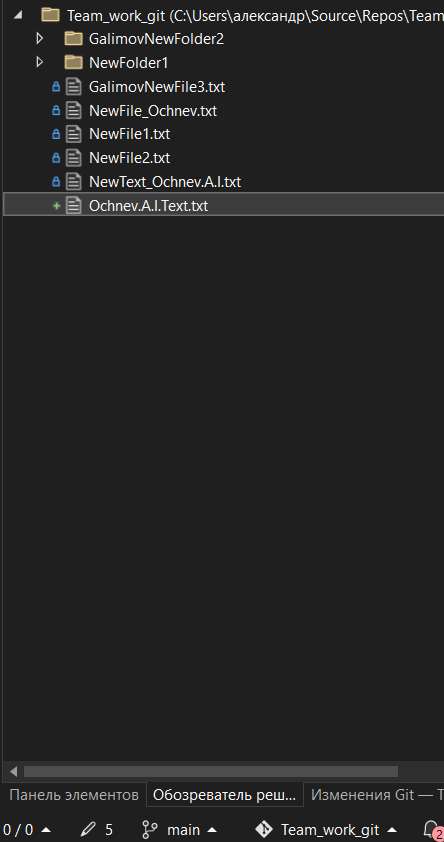 Team_work_git (C:\Users\александр\Source\Repos\Team
GalimovNewFolder2
NewFolder1
GalimovNewFile3.txt
NewFile_Ochnev.txt
NewFile1.txt
NewFile2.txt
NewText_Ochnev.A.I.txt
Ochnev.A.I.Text.txt
Панель элементов Обозреватель реш... Изменения Git — T
0 / 0 5 main Team_work_git 2